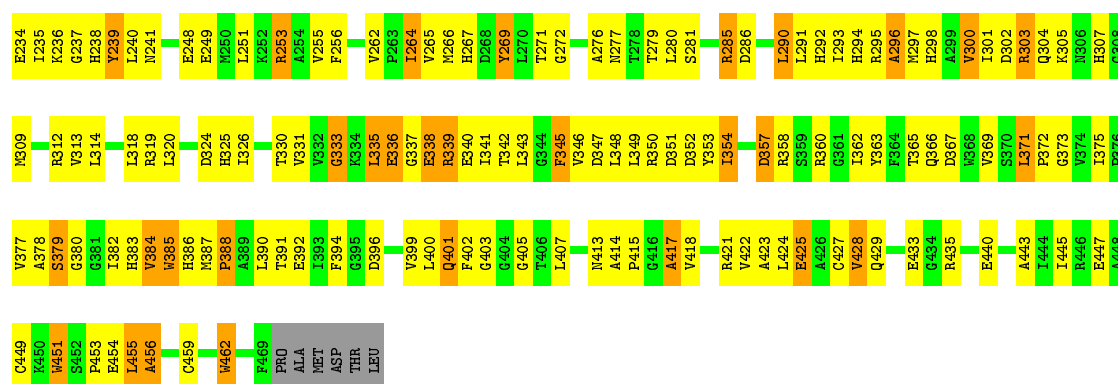 E234 I235 K236 G237 H238 Y239 L240 N241 E248 E249 M250 L251 K252 R253 A254 V255 F256 V262 P263 I264 V265 M266 H267 D268 Y269 L270 T271 G272 A276 N277 T278 T279 L280 S281 R285 D286 L290 L291 H292 I293 H294 R295 A296 M297 H298 A299 V300 I301 D302 R303 Q304 K305 N306 H307 G308
M309 R312 V313 L314 L318 R319 L320 D324 H325 I326 T330 V331 V332 G333 K334 L335 E336 G337 E338 R339 E340 I341 T342 L343 G344 F345 V346 D347 L348 L349 R350 D351 D352 Y353 I354 D357 R358 S359 R360 G361 I362 Y363 F364 T365 Q366 D367 W368 V369 S370 L371 P372 G373 V374 I375 P376
V377 A378 S379 G380 G381 I382 H383 V384 W385 H386 M387 P388 A389 L390 T391 E392 I393 F394 G395 D396 V399 L400 Q401 F402 G403 G404 G405 T406 L407 N413 A414 P415 G416 A417 V418 R421 V422 A423 L424 E425 A426 C427 V428 Q429 E433 G434 R435 E440 A443 I444 I445 R446 E447 A448
C449 K450 W451 S452 P453 E454 L455 A456 C459 W462 F469 PRO ALA MET ASP THR LEU